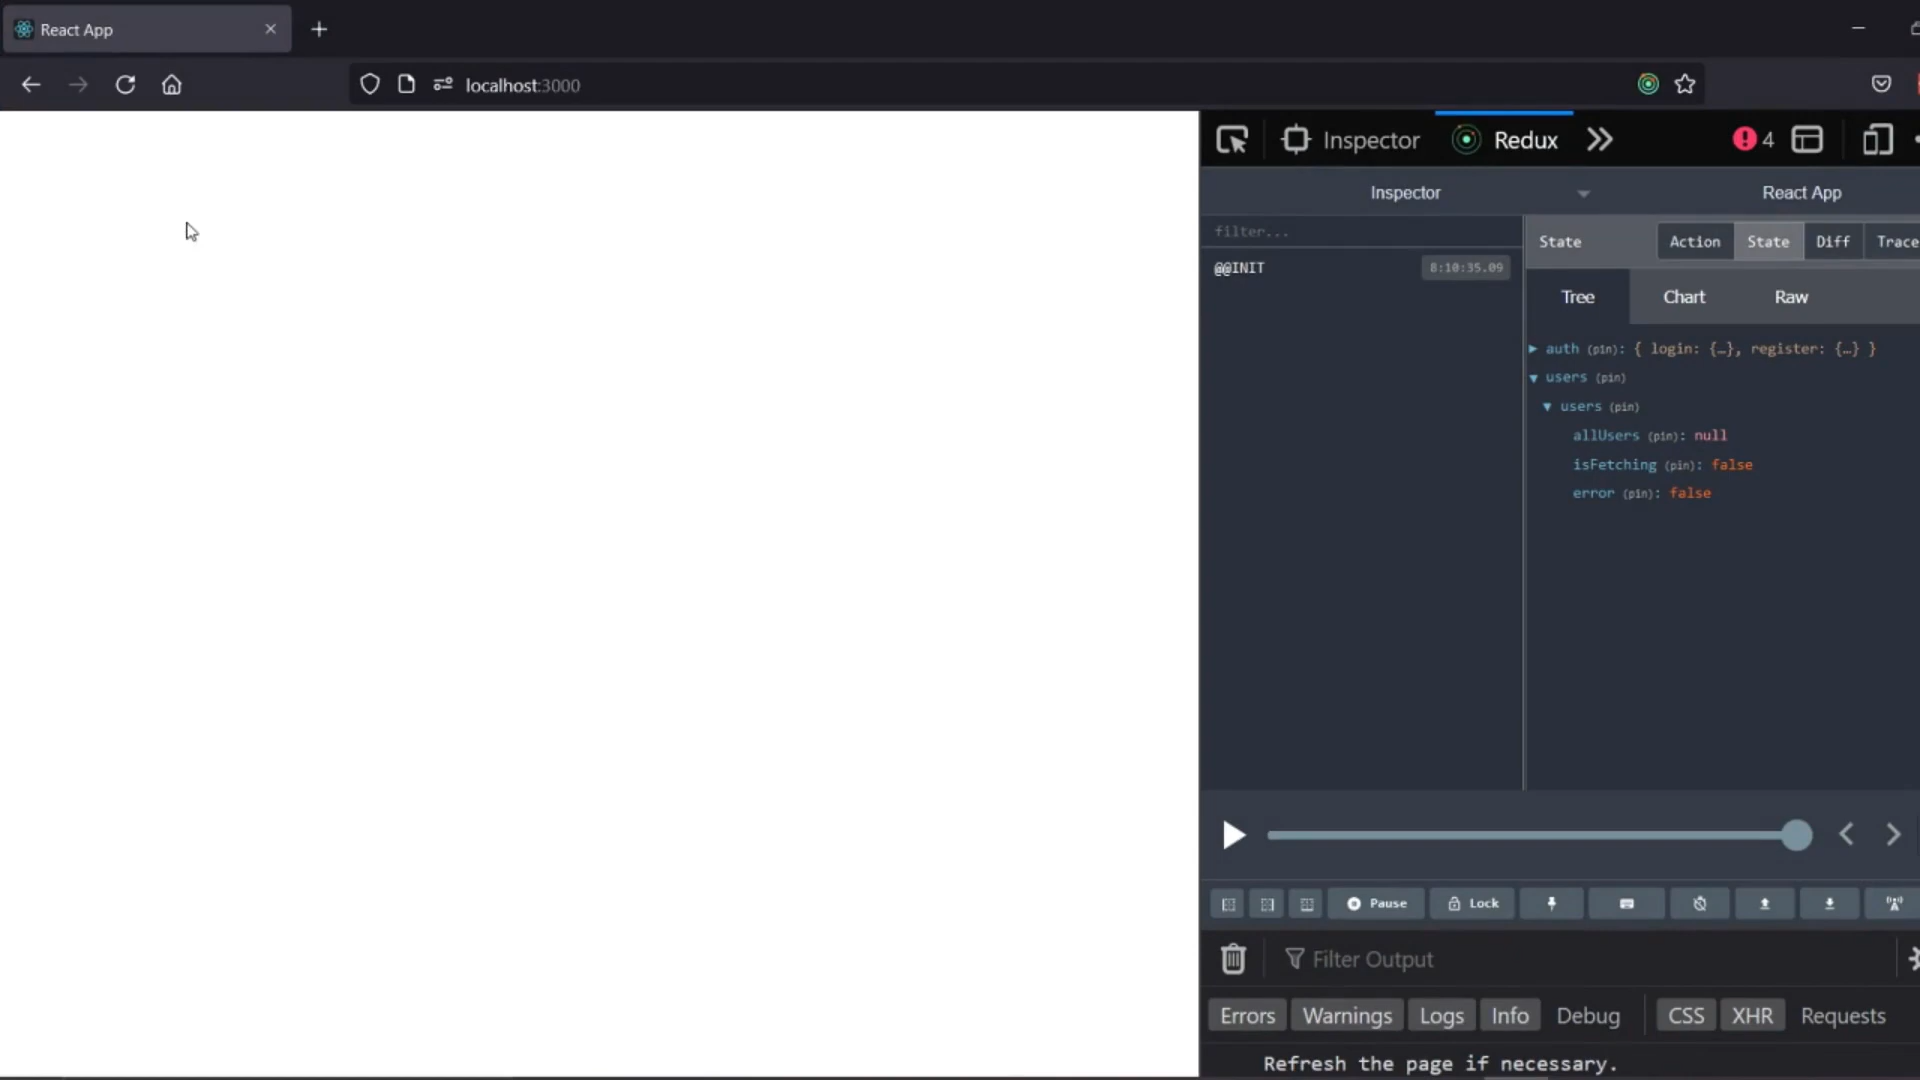 React App
localhost:3000
Inspector
Redux
4
Inspector
React App
filter...
@@INIT
8:10:35.09
State
Action
State
Diff
Trace
Tree
Chart
Raw
auth (pin): { login: {…}, register: {…} }
users (pin)
users (pin)
allUsers (pin): null
isFetching (pin): false
error (pin): false
Pause
Lock
Filter Output
Errors
Warnings
Logs
Info
Debug
CSS
XHR
Requests
Refresh the page if necessary.